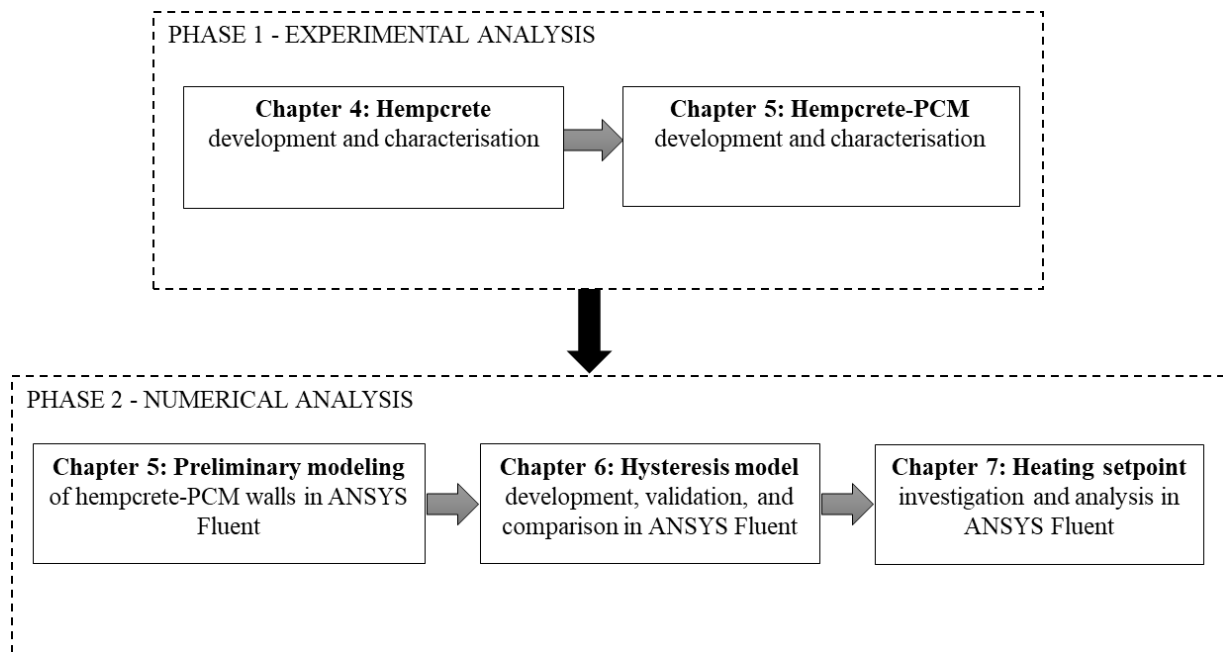 PHASE 1 - EXPERIMENTAL ANALYSIS
Chapter 4: Hempcrete
development and characterisation
Chapter 5: Hempcrete-PCM
development and characterisation
PHASE 2 - NUMERICAL ANALYSIS
Chapter 5: Preliminary modeling
of hempcrete-PCM walls in ANSYS
Fluent
Chapter 6: Hysteresis model
development, validation, and
comparison in ANSYS Fluent
Chapter 7: Heating setpoint
investigation and analysis in
ANSYS Fluent